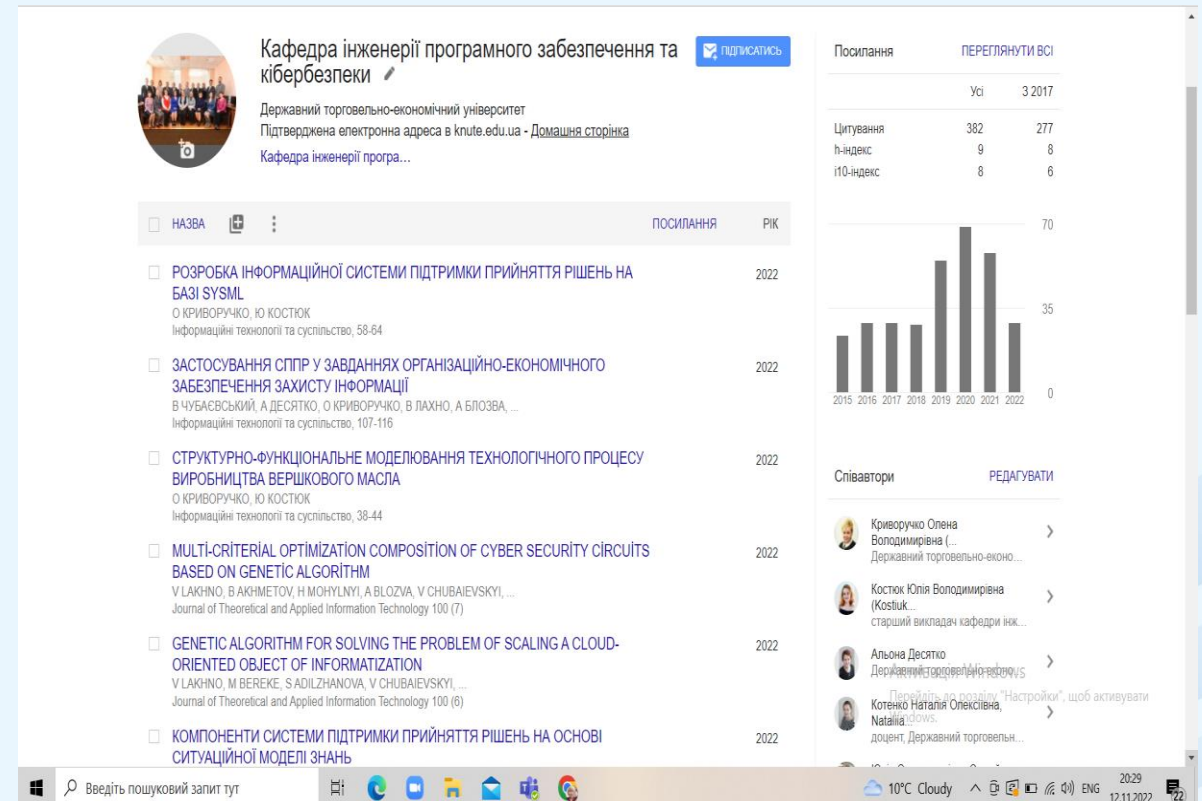 Кафедра інженерії програмного забезпечення та
кібербезпеки
ПІДПИСАТИСЬ
Державний торговельно-економічний університет
Підтверджена електронна адреса в knute.edu.ua - Домашня сторінка
Кафедра інженерії програ...
НАЗВА
ПОСИЛАННЯ
РІК
РОЗРОБКА ІНФОРМАЦІЙНОЇ СИСТЕМИ ПІДТРИМКИ ПРИЙНЯТТЯ РІШЕНЬ НА
БАЗІ SYSML
2022
О КРИВОРУЧКО, Ю КОСТЮК
Інформаційні технології та суспільство, 58-64
ЗАСТОСУВАННЯ СППР У ЗАВДАННЯХ ОРГАНІЗАЦІЙНО-ЕКОНОМІЧНОГО
ЗАБЕЗПЕЧЕННЯ ЗАХИСТУ ІНФОРМАЦІЇ
2022
В ЧУБАЄВСЬКИЙ, А ДЕСЯТКО, О КРИВОРУЧКО, В ЛАХНО, А БЛОЗВА, ...
Інформаційні технології та суспільство, 107-116
СТРУКТУРНО-ФУНКЦІОНАЛЬНЕ МОДЕЛЮВАННЯ ТЕХНОЛОГІЧНОГО ПРОЦЕСУ
ВИРОБНИЦТВА ВЕРШКОВОГО МАСЛА
2022
О КРИВОРУЧКО, Ю КОСТЮК
Інформаційні технології та суспільство, 38-44
MULTİ-CRİTERİAL OPTİMİZATİON COMPOSİTİON OF CYBER SECURİTY CİRCUİTS
BASED ON GENETİC ALGORİTHM
2022
V LAKHNO, B AKHMETOV, H MOHYLNYI, A BLOZVA, V CHUBAIEVSKYI, ...
Journal of Theoretical and Applied Information Technology 100 (7)
GENETIC ALGORITHM FOR SOLVING THE PROBLEM OF SCALING A CLOUD-
ORIENTED OBJECT OF INFORMATIZATION
2022
V LAKHNO, M BEREKE, S ADILZHANOVA, V CHUBAIEVSKYI, ...
Journal of Theoretical and Applied Information Technology 100 (6)
КОМПОНЕНТИ СИСТЕМИ ПІДТРИМКИ ПРИЙНЯТТЯ РІШЕНЬ НА ОСНОВІ
СИТУАЦІЙНОЇ МОДЕЛІ ЗНАНЬ
2022
Посилання
ПЕРЕГЛЯНУТИ ВСІ
Усі З 2017
Цитування 382 277
h-індекс 9 8
i10-індекс 8 6
70
35
0
2015 2016 2017 2018 2019 2020 2021 2022
Співавтори
РЕДАГУВАТИ
Криворучко Олена
Володимирівна (...
Державний торговельно-еконо...
Костюк Юлія Володимирівна
(Kostiuk...
старший викладач кафедри інж...
Альона Десятко
Державний торговельно-еконо...
Активація Windows
Перейдіть до розділу "Настройки", щоб активувати
Windows.
Котенко Наталія Олексіївна,
Nataliia...
доцент, Державний торговельн...
Введіть пошуковий запит тут
10°C Cloudy
ENG
20:29
12.11.2022
22